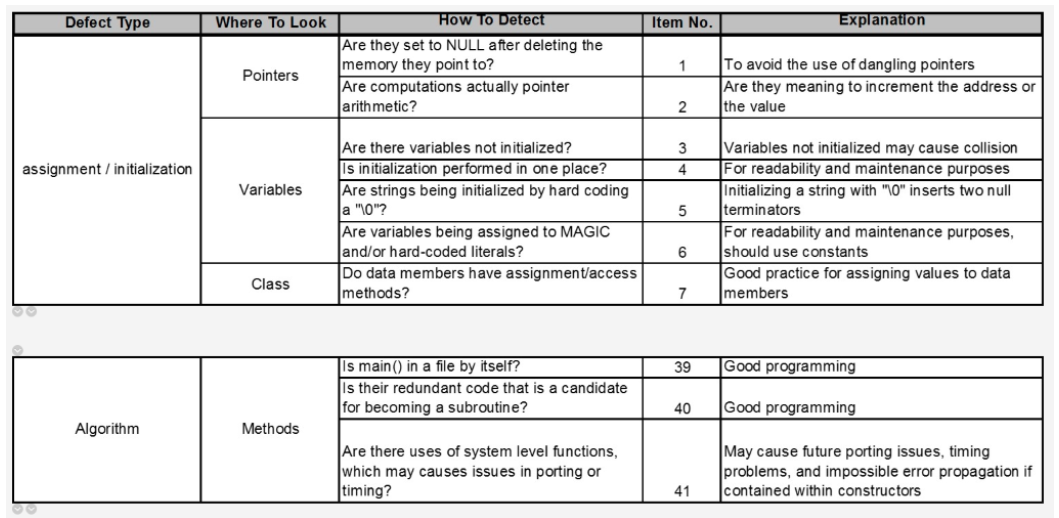 Defect Type Where To Look How To Detect Item No. Explanation
assignment / initialization
Pointers
Are they set to NULL after deleting the
memory they point to?
1
To avoid the use of dangling pointers
Are computations actually pointer
arithmetic?
2
Are they meaning to increment the address or
the value
Variables
Are there variables not initialized?
3
Variables not initialized may cause collision
Is initialization performed in one place?
4
For readability and maintenance purposes
Are strings being initialized by hard coding
a "\0"?
5
Initializing a string with "\0" inserts two null
terminators
Are variables being assigned to MAGIC
and/or hard-coded literals?
6
For readability and maintenance purposes,
should use constants
Class
Do data members have assignment/access
methods?
7
Good practice for assigning values to data
members
Algorithm
Methods
Is main() in a file by itself?
39
Good programming
Is their redundant code that is a candidate
for becoming a subroutine?
40
Good programming
Are there uses of system level functions,
which may causes issues in porting or
timing?
41
May cause future porting issues, timing
problems, and impossible error propagation if
contained within constructors